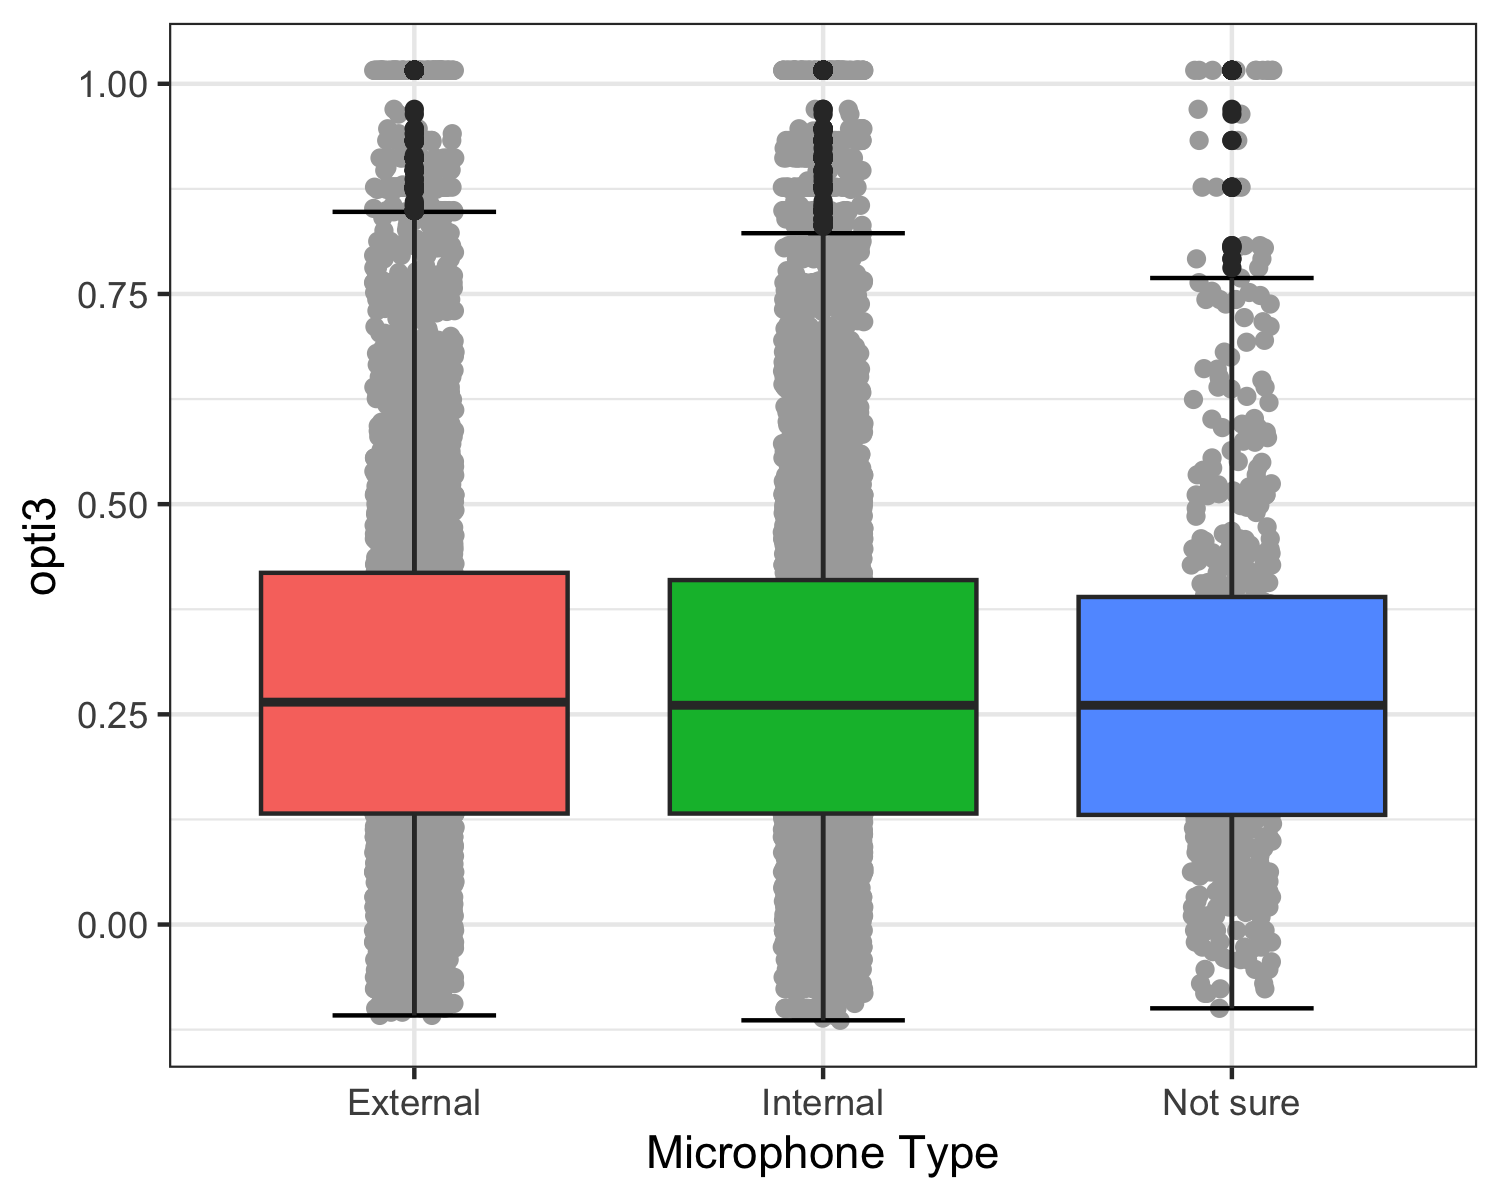 opti3
1.00
0.75
0.50
0.25
0.00
External Internal Not sure
Microphone Type